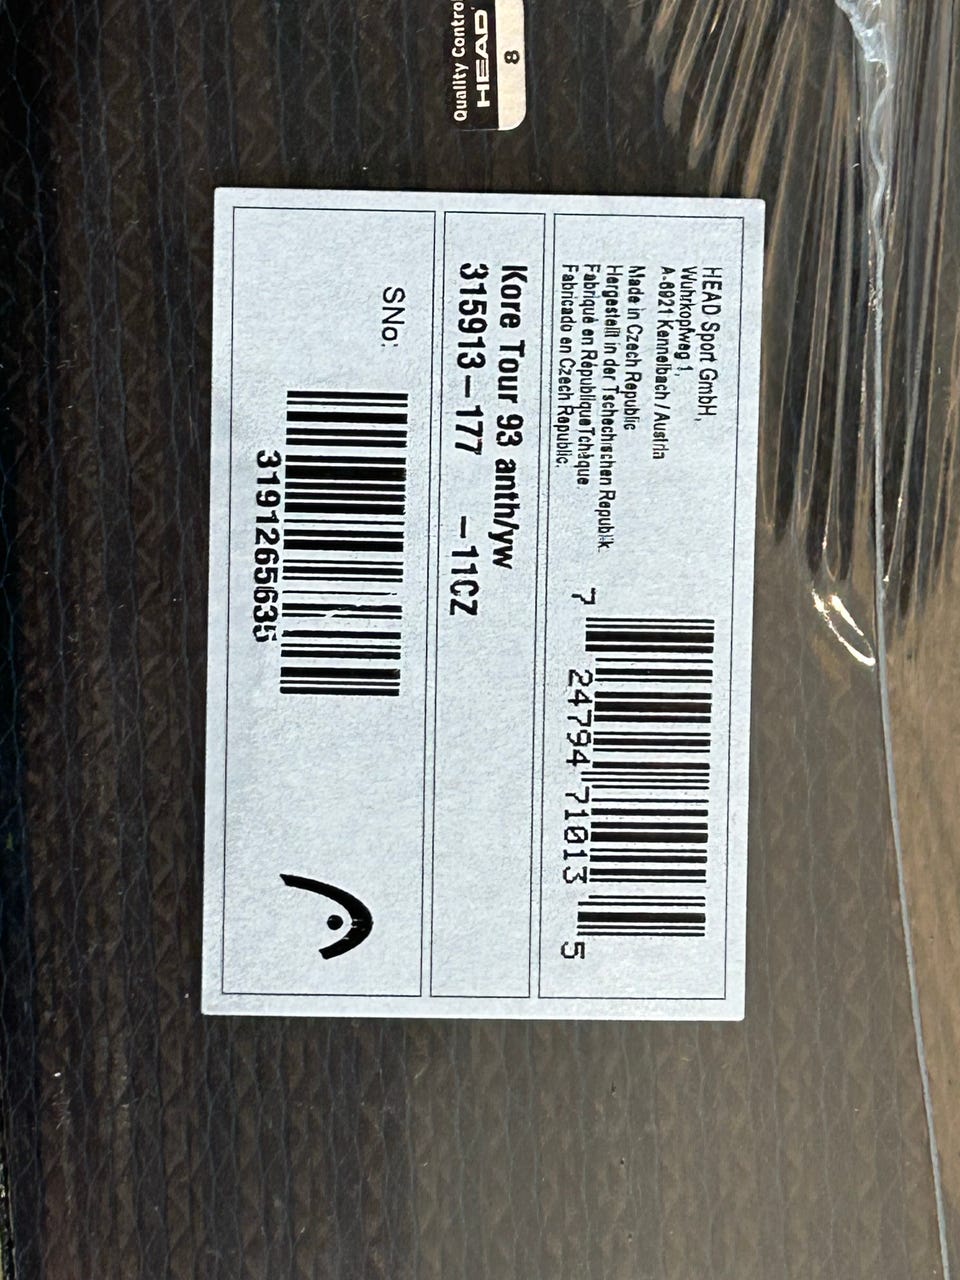 8
HEAD
Quality Control
HEAD Sport GmbH,
Wuhrkopfweg 1,
A-6921 Kennelbach / Austria
Made in Czech Republic
Hergestellt in der Tschechischen Republik.
Fabriqué en République Tchèque.
Fabricado en Czech Republic.
7 24794 71013 5
Kore Tour 93 anth/yw
315913-177 -11CZ
SNo:
3191265635